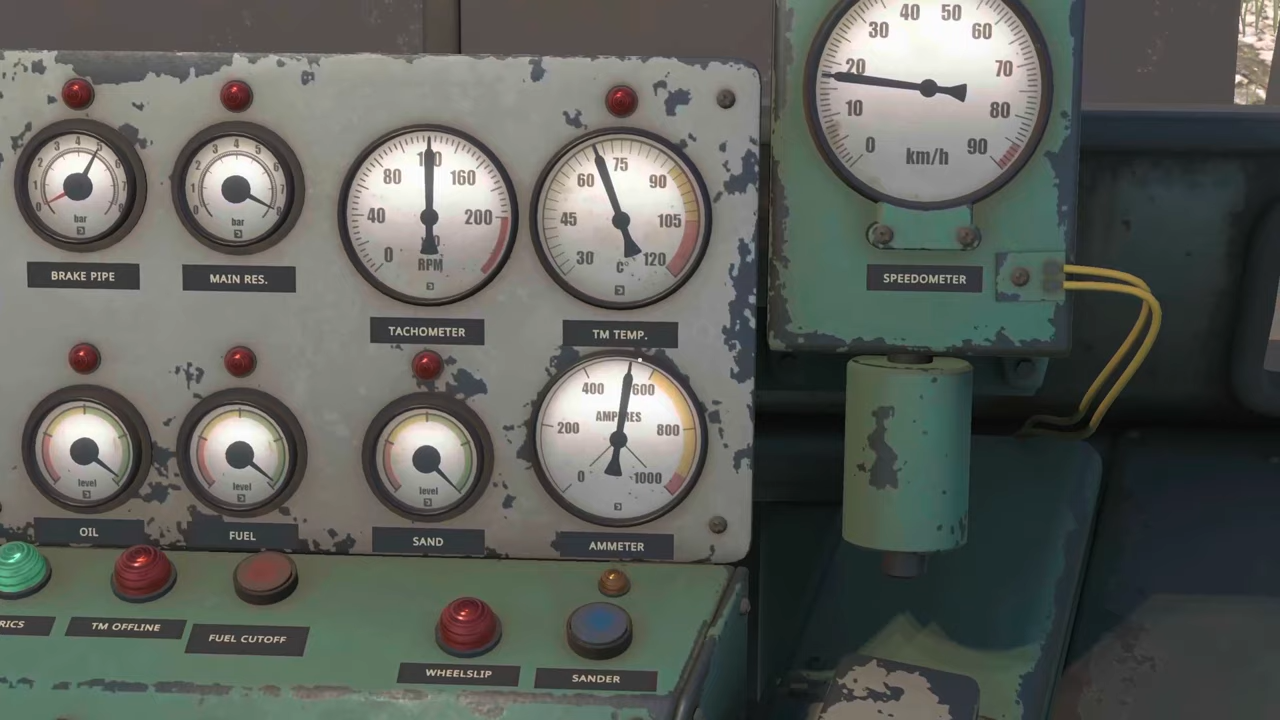 40 50
30 60
20 70
10 80
0 90
km/h
SPEEDOMETER
bar
BRAKE PIPE
bar
MAIN RES.
80 160
40 200
0
RPM
TACHOMETER
75
60 90
45 105
30 120
C
TM TEMP.
level
OIL
level
FUEL
level
SAND
400 600
AMPERES
200 800
0 1000
AMMETER
TM OFFLINE
FUEL CUTOFF
WHEELSLIP
SANDER